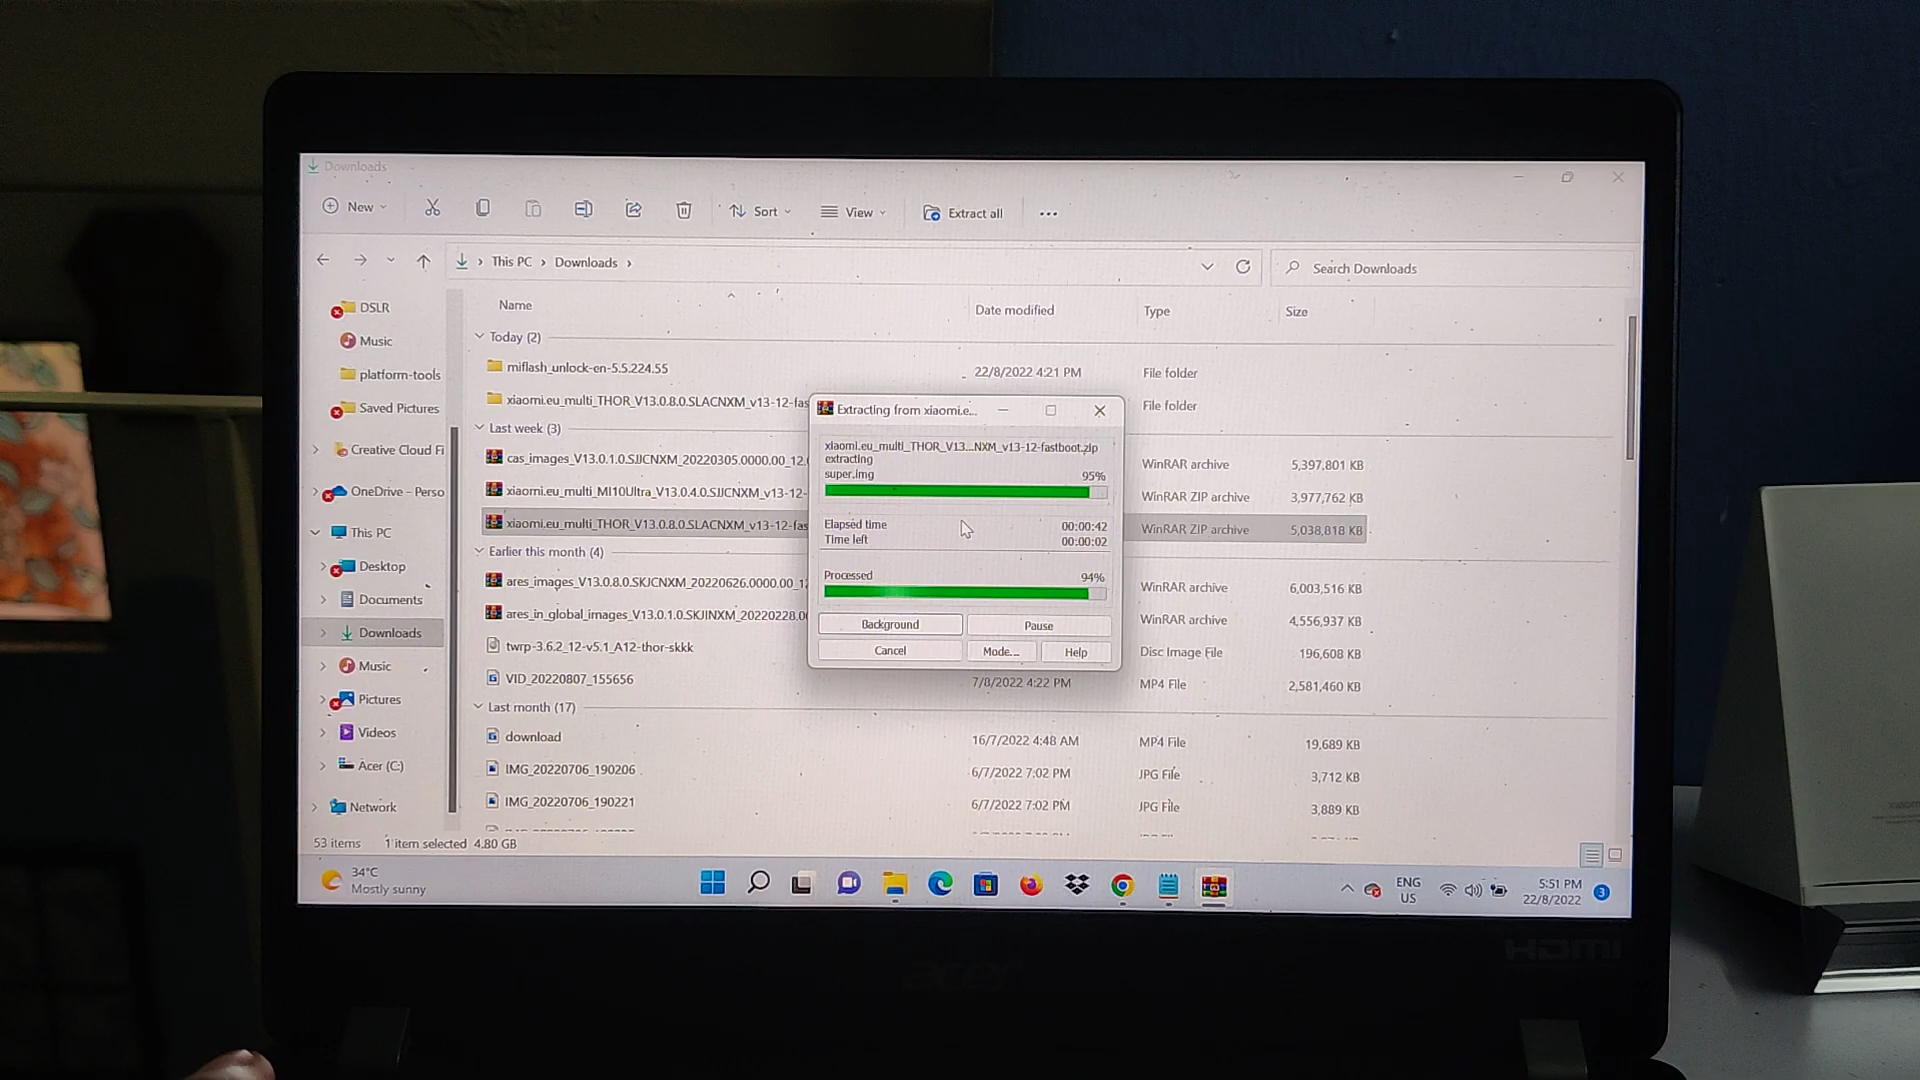 Downloads
New
Sort
View
Extract all
This PC
Downloads
Search Downloads
Name
Date modified
Type
Size
DSLR
Music
platform-tools
Saved Pictures
Creative Cloud Fi
OneDrive - Perso
This PC
Desktop
Documents
Downloads
Music
Pictures
Videos
Acer (C:)
Network
Today (2)
miflash_unlock-en-5.5.224.55 22/8/2022 4:21 PM File folder
xiaomi.eu_multi_THOR_V13.0.8.0.SLACNXM_v13-12-fas File folder
Last week (3)
cas_images_V13.0.1.0.SJJCNXM_20220305.0000.00_12. WinRAR archive 5,397,801 KB
xiaomi.eu_multi_MI10Ultra_V13.0.4.0.SJJCNXM_v13-12- WinRAR ZIP archive 3,977,762 KB
xiaomi.eu_multi_THOR_V13.0.8.0.SLACNXM_v13-12-fas WinRAR ZIP archive 5,038,818 KB
Earlier this month (4)
ares_images_V13.0.8.0.SKJCNXM_20220626.0000.00_12 WinRAR archive 6,003,516 KB
ares_in_global_images_V13.0.1.0.SKJINXM_20220228.00 WinRAR archive 4,556,937 KB
twrp-3.6.2_12-v5.1_A12-thor-skkk Disc Image File 196,608 KB
VID_20220807_155656 7/8/2022 4:22 PM MP4 File 2,581,460 KB
Last month (17)
download 16/7/2022 4:48 AM MP4 File 19,689 KB
IMG_20220706_190206 6/7/2022 7:02 PM JPG File 3,712 KB
IMG_20220706_190221 6/7/2022 7:02 PM JPG File 3,889 KB
Extracting from xiaomi.e...
xiaomi.eu_multi_THOR_V13...NXM_v13-12-fastboot.zip
extracting
super.img 95%
Elapsed time 00:00:42
Time left 00:00:02
Processed 94%
Background
Pause
Cancel
Mode...
Help
53 items 1 item selected 4.80 GB
34°C
Mostly sunny
ENG
US
5:51 PM
22/8/2022
3
HDMI
acer